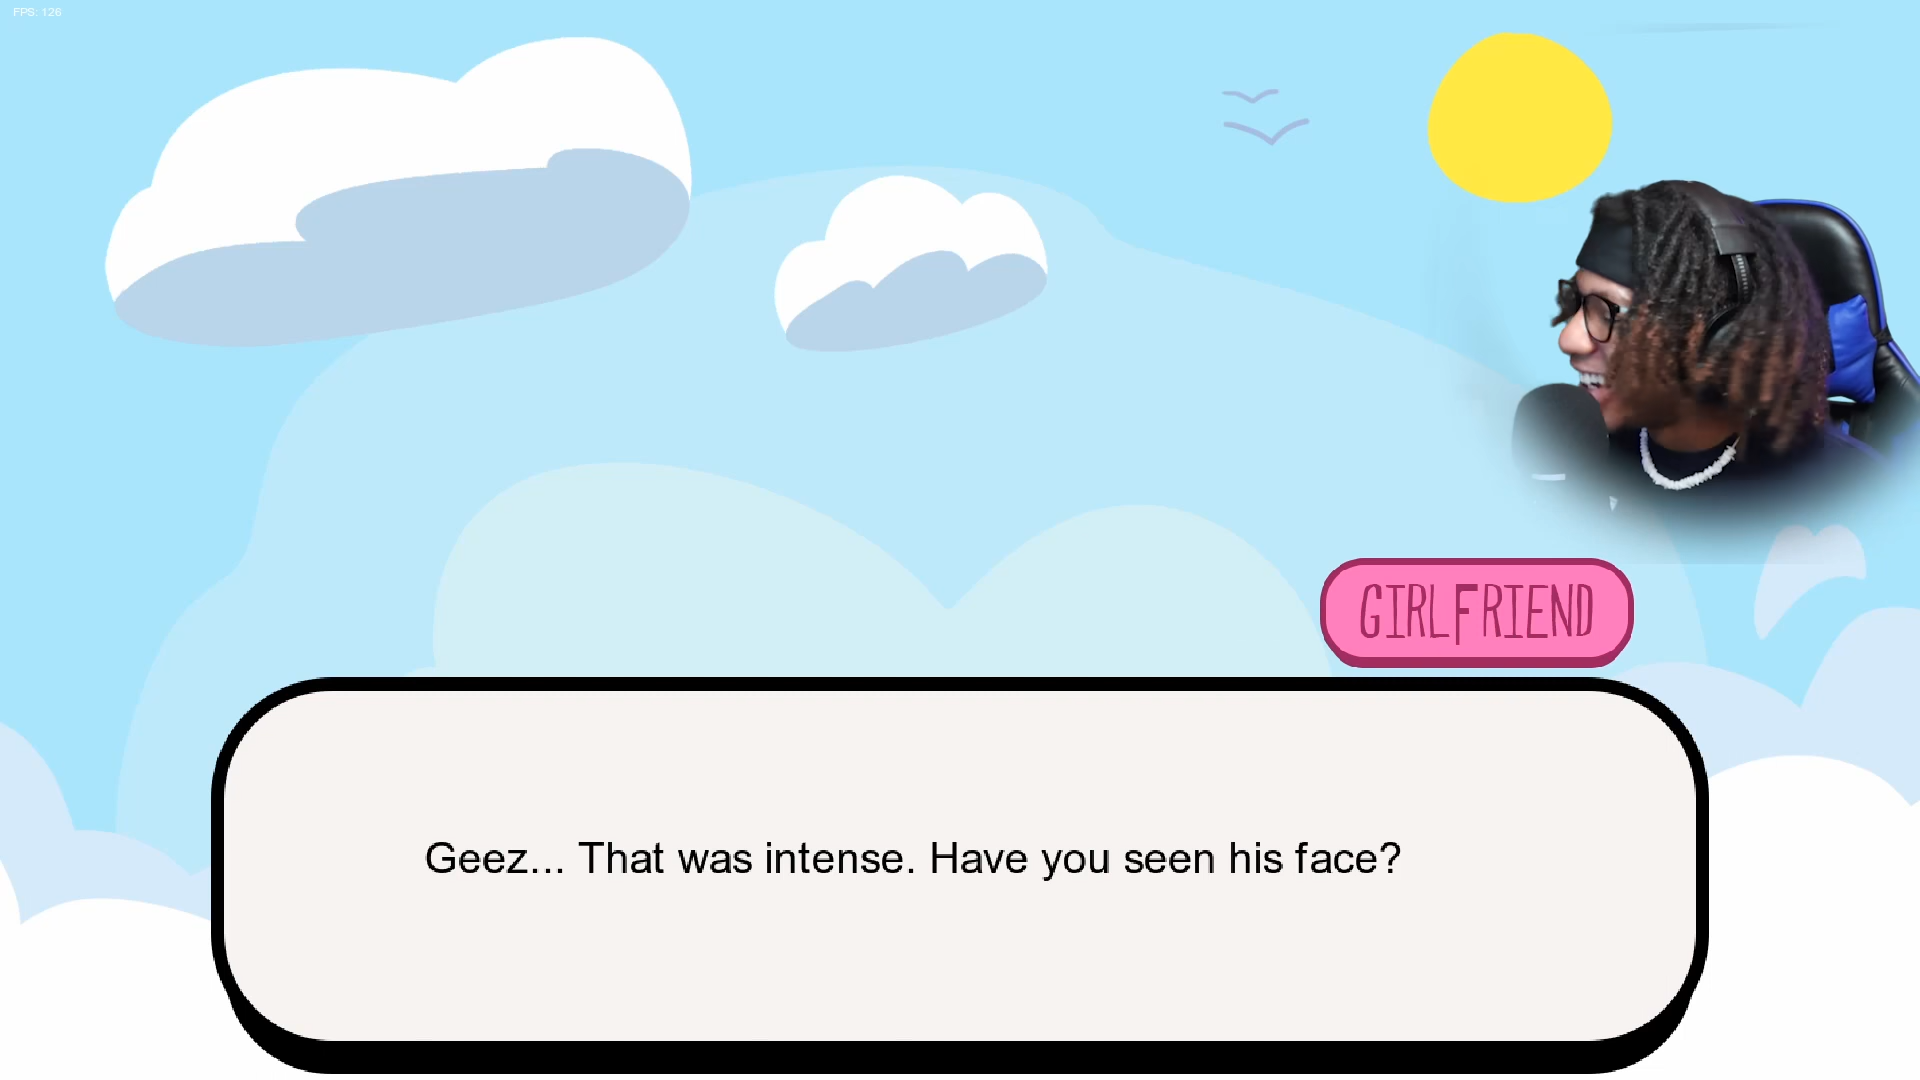 FPS: 126
GIRLFRIEND
Geez... That was intense. Have you seen his face?